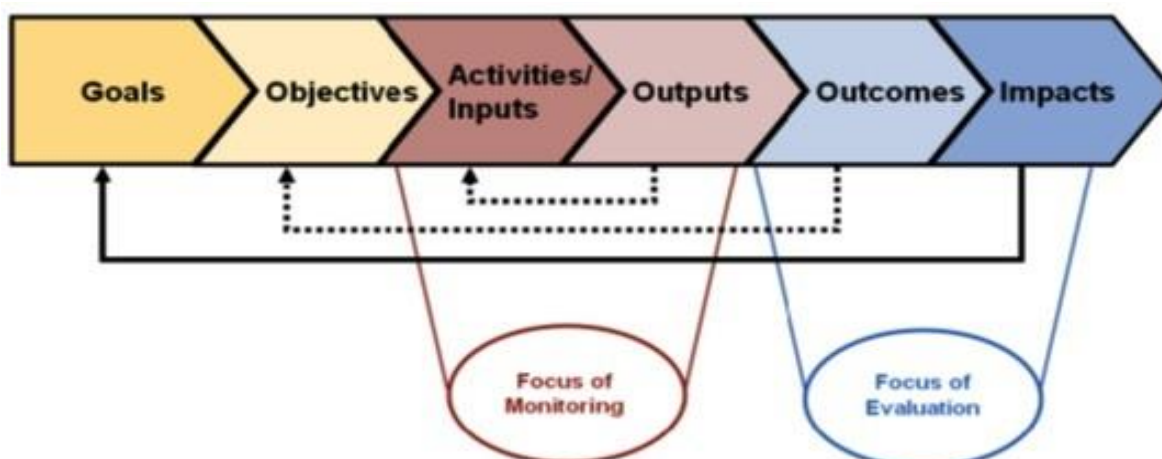 Goals
Objectives
Activities/
Inputs
Outputs
Outcomes
Impacts
Focus of
Monitoring
Focus of
Evaluation